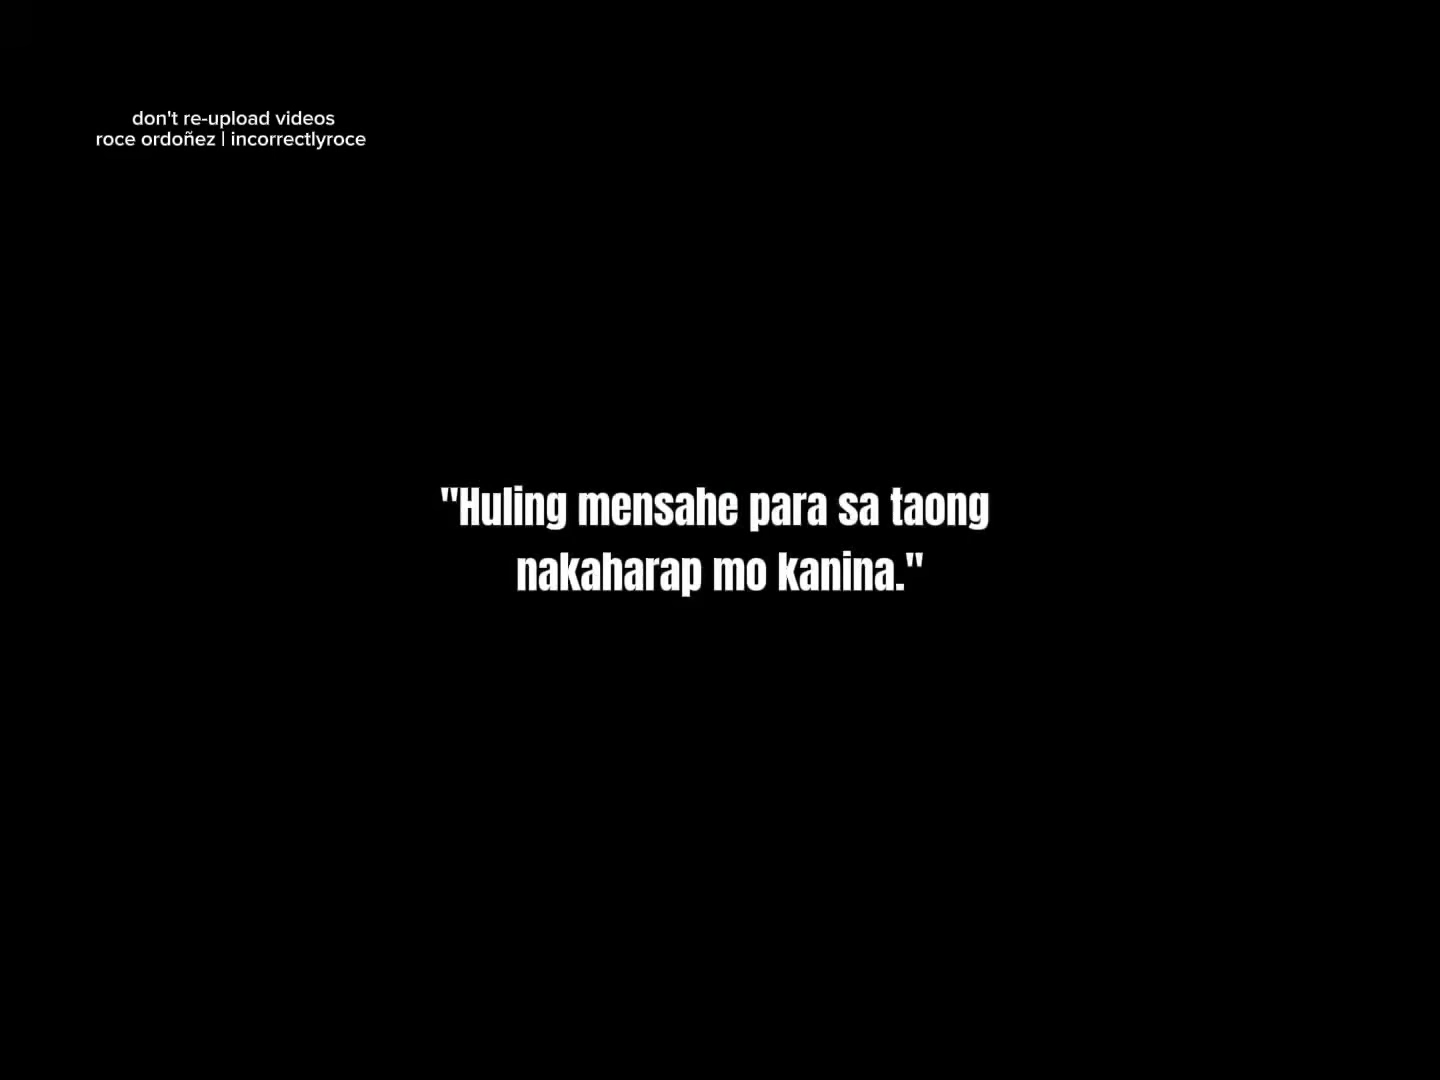 don't re-upload videos
roce ordoñez | incorrectlyroce
"Huling mensahe para sa taong
nakaharap mo kanina."